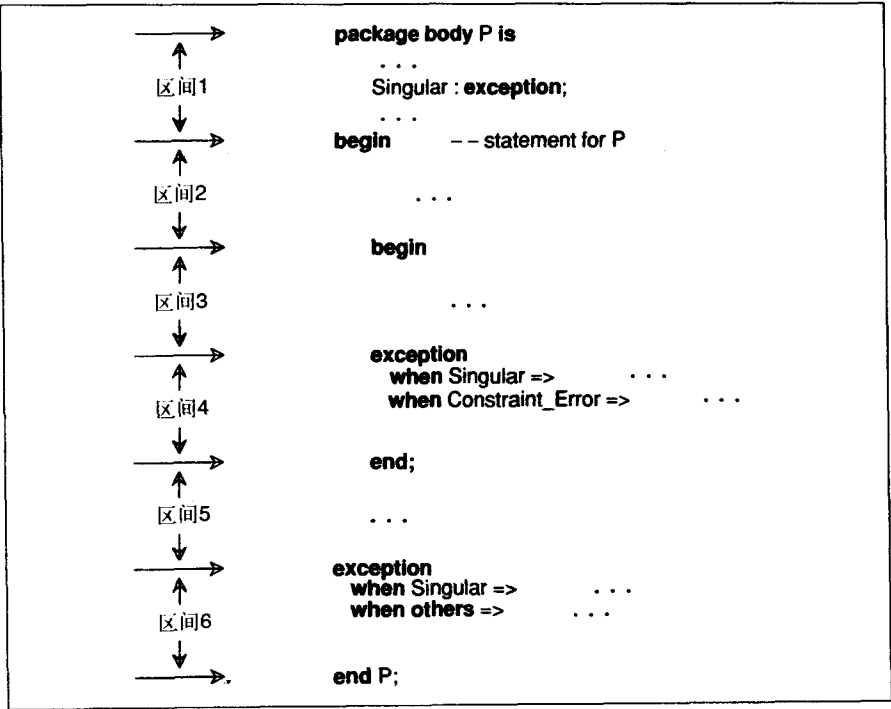 package body P is
. . .
区间1 Singular : exception;
. . .
begin -- statement for P
区间2 . . .
begin
区间3 . . .
exception
when Singular => . . .
区间4 when Constraint_Error => . . .
end;
区间5 . . .
exception
when Singular => . . .
when others => . . .
区间6
end P;